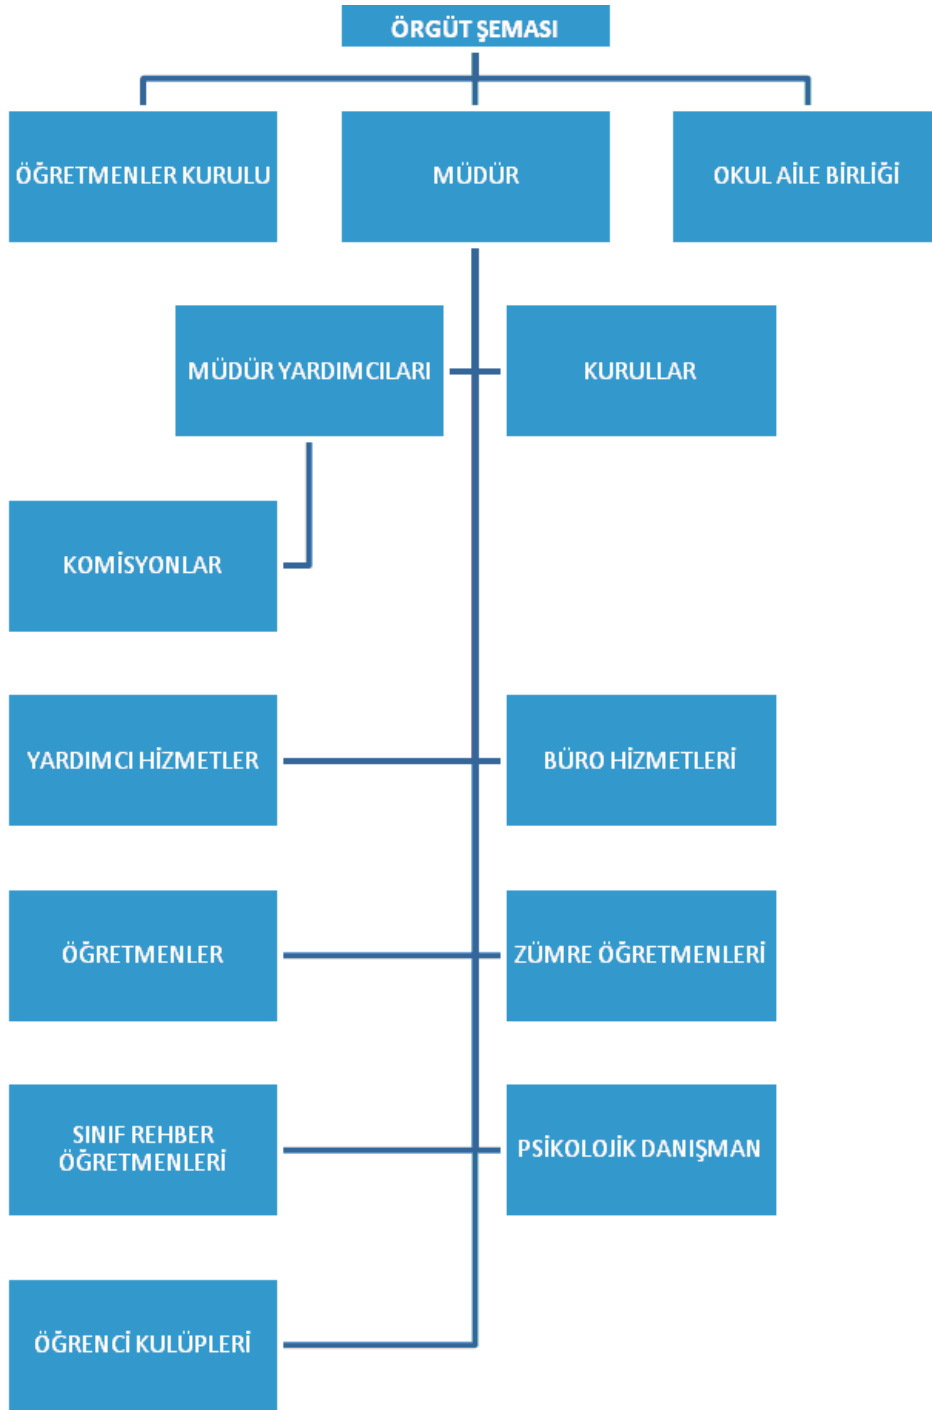 ÖRGÜT ŞEMASI
ÖĞRETMENLER KURULU
MÜDÜR
OKUL AİLE BİRLİĞİ
MÜDÜR YARDIMCILARI
KURULLAR
KOMİSYONLAR
YARDIMCI HİZMETLER
BÜRO HİZMETLERİ
ÖĞRETMENLER
ZÜMRE ÖĞRETMENLERİ
SINIF REHBER
ÖĞRETMENLERİ
PSİKOLOJİK DANIŞMAN
ÖĞRENCİ KULÜPLERİ